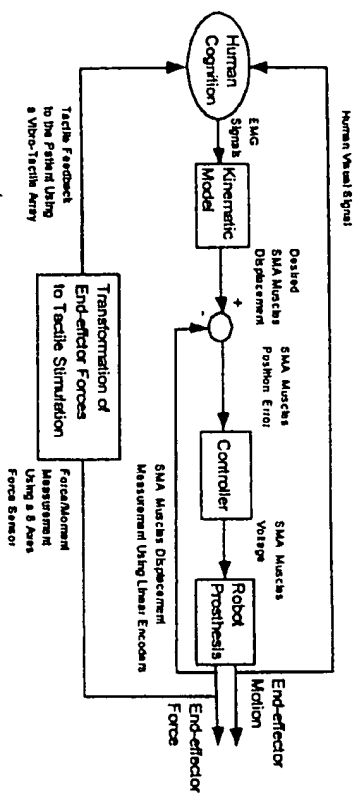 Human Visual Signal
Human
Cognition
EMG
Signals
Kinematic
Model
Desired
SMA Muscles
Displacement
+
-
SMA Muscles
Position Error
Controller
SMA Muscles
Voltage
Robot
Prosthesis
End-effector
Motion
End-effector
Force
SMA Muscles Displacement
Measurement Using Linear Encoders
Tactile Feedback
to the Patient Using
a Vibro-Tactile Array
Transformation of
End-effctor Forces
to Tactile Stimulation
Force/Moment
Measurement
Using a 6 Axes
Force Sensor